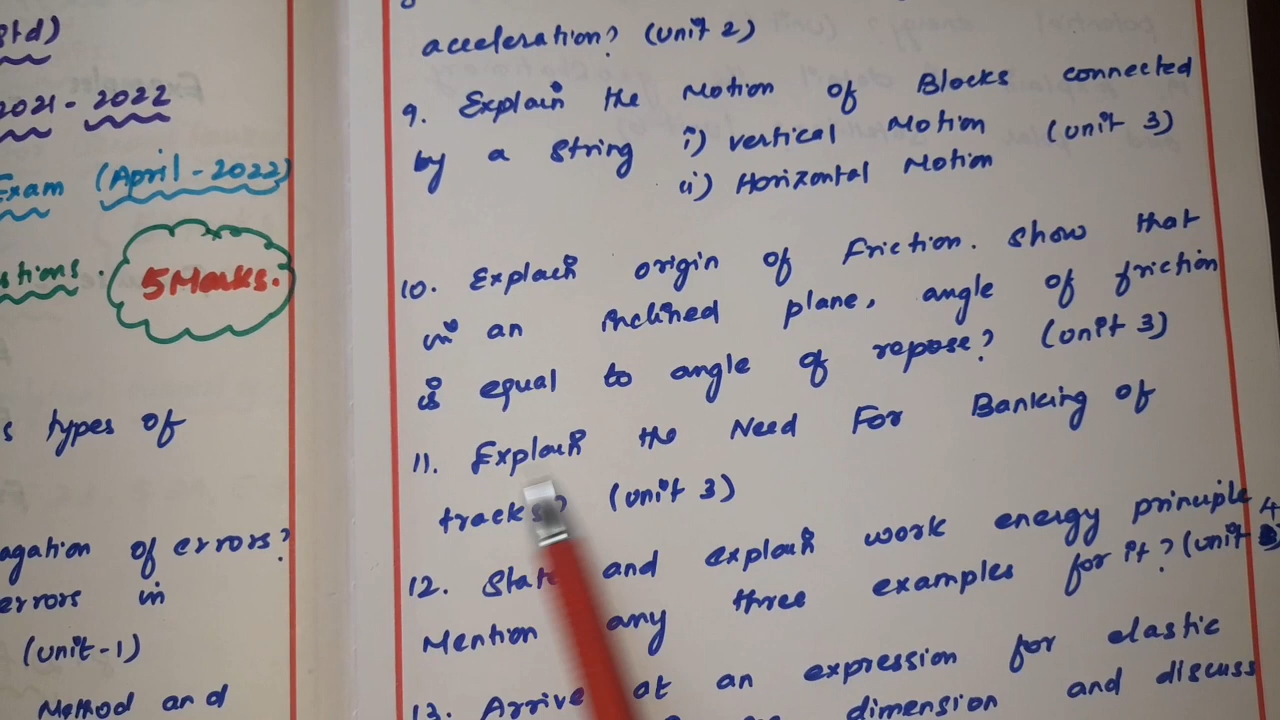 std)
2021 - 2022
Exam (April - 2022)
stions.
5 Marks.
s types of
agation of errors?
errors in
(unit - 1)
Method and
acceleration? (unit 2)
9. Explain the Motion of Blocks connected
by a string i) vertical Motion (unit 3)
ii) Horizontal Motion
10. Explain origin of Friction. show that
in an inclined plane, angle of friction
is equal to angle of repose? (unit 3)
11. Explain the Need For Banking of
tracks? (unit 3)
12. State and explain work energy principle
Mention any three examples for it? (unit 4)
13. Arrive at an expression for elastic
dimension and discuss